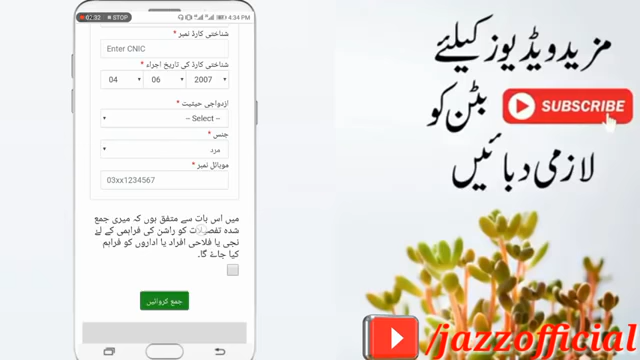 02:32 ■ STOP 4:34 PM
شناختی کارڈ نمبر *
Enter CNIC
شناختی کارڈ کی تاریخ اجراء *
04 06 2007
ازدواجی حیثیت *
-- Select --
جنس *
مرد
موبائل نمبر *
03xx1234567
میں اس بات سے متفق ہوں کہ میری جمع
شدہ تفصیلات کو راشن کی فراہمی کے لیۓ
نجی یا فلاحی افراد یا اداروں کو فراہم
کیا جاۓ گا۔
جمع کروائیں
مزید ویڈیوز کیلئے
بٹن کو SUBSCRIBE
لازمی دبائیں
/jazzofficial